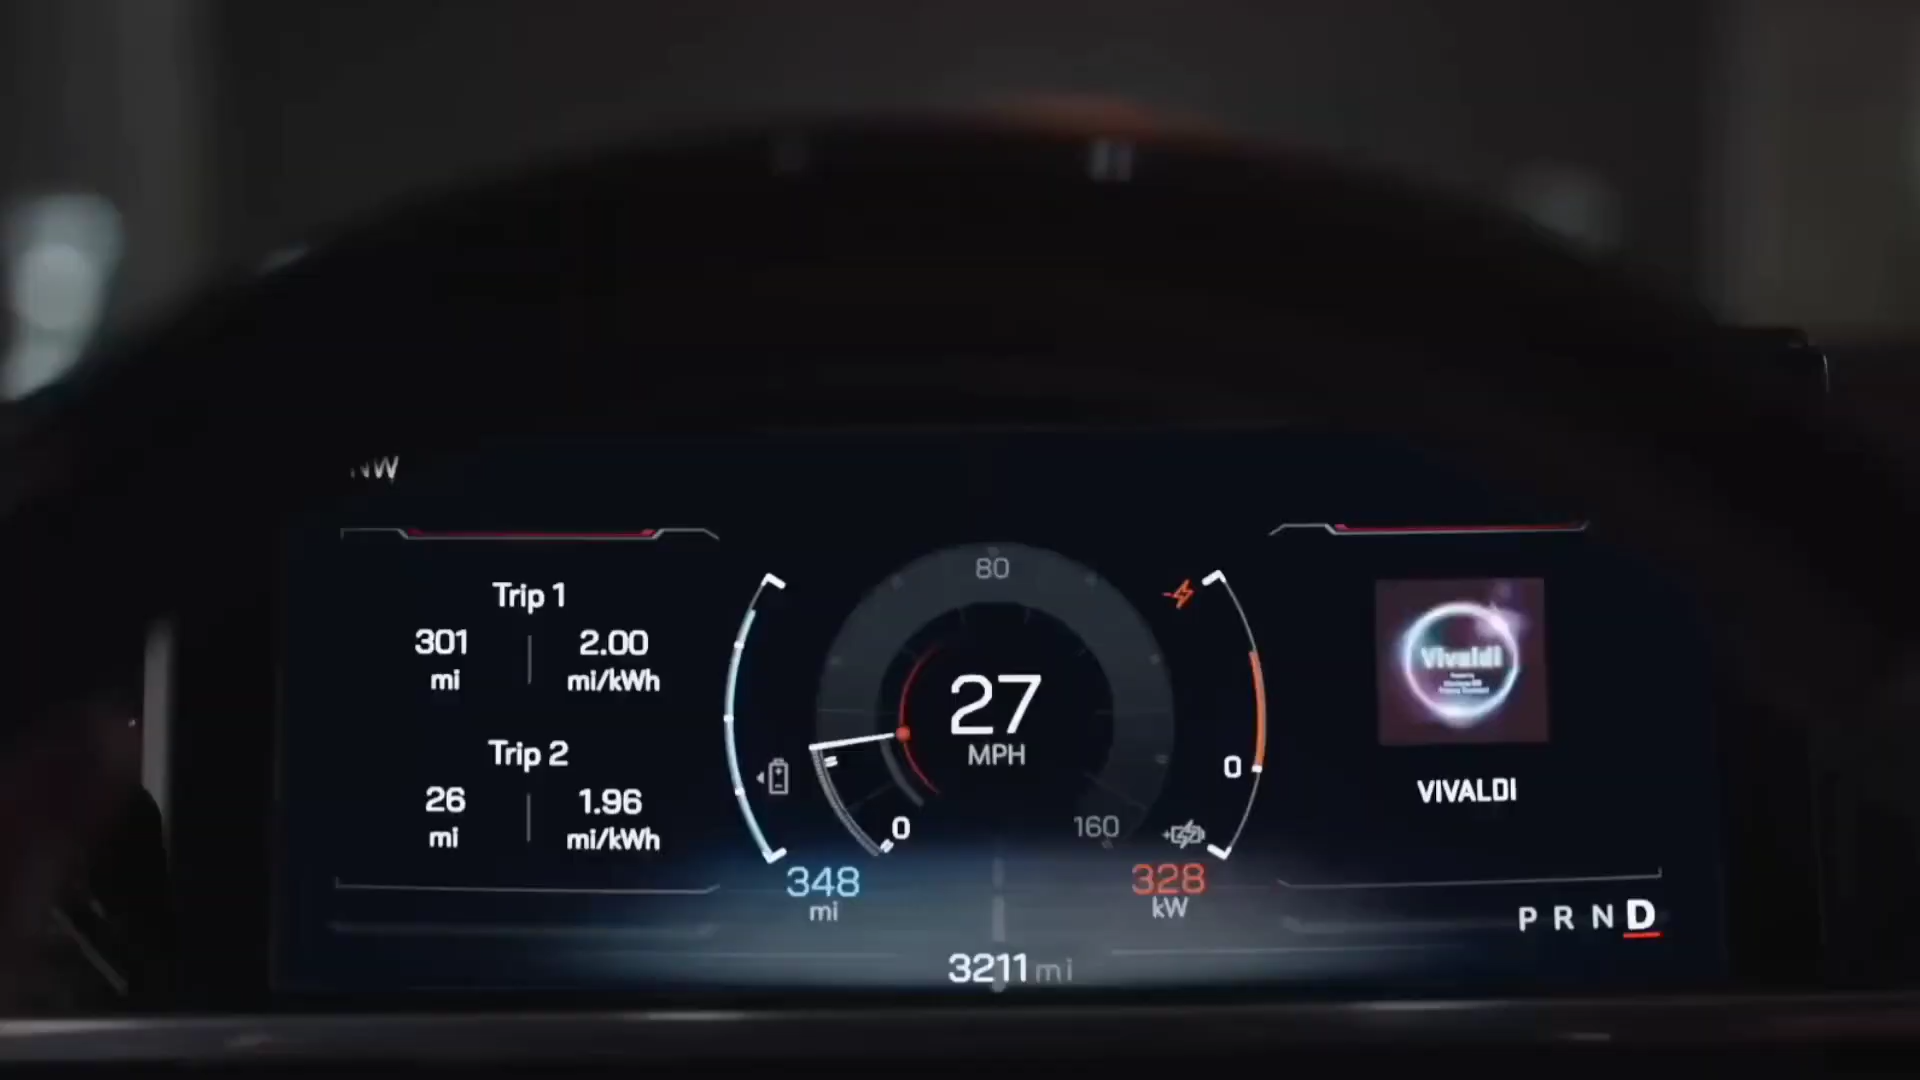 NW
Trip 1
301 mi
2.00 mi/kWh
Trip 2
26 mi
1.96 mi/kWh
80
27
MPH
0
160
348
mi
0
328
kW
3211 mi
Vivaldi
VIVALDI
P R N D